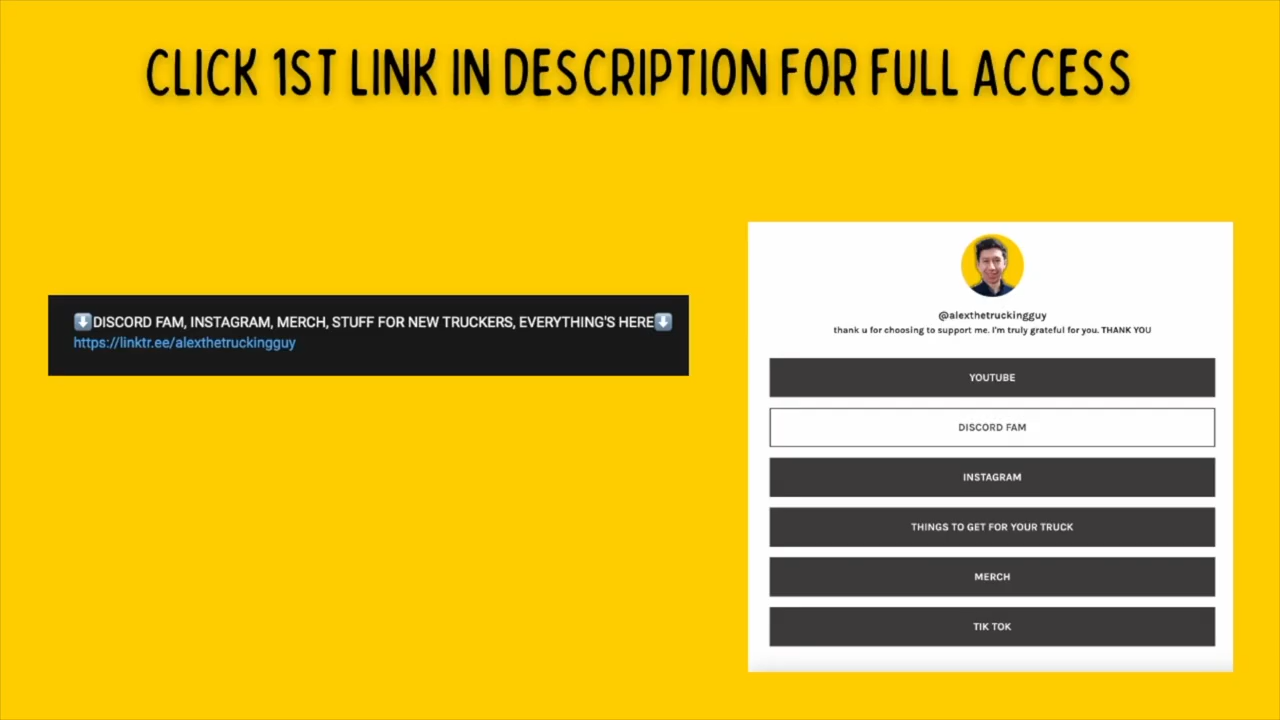 CLICK 1ST LINK IN DESCRIPTION FOR FULL ACCESS
⬇️DISCORD FAM, INSTAGRAM, MERCH, STUFF FOR NEW TRUCKERS, EVERYTHING'S HERE⬇️
https://linktr.ee/alexthetruckingguy
@alexthetruckingguy
thank u for choosing to support me. I'm truly grateful for you. THANK YOU
YOUTUBE
DISCORD FAM
INSTAGRAM
THINGS TO GET FOR YOUR TRUCK
MERCH
TIK TOK